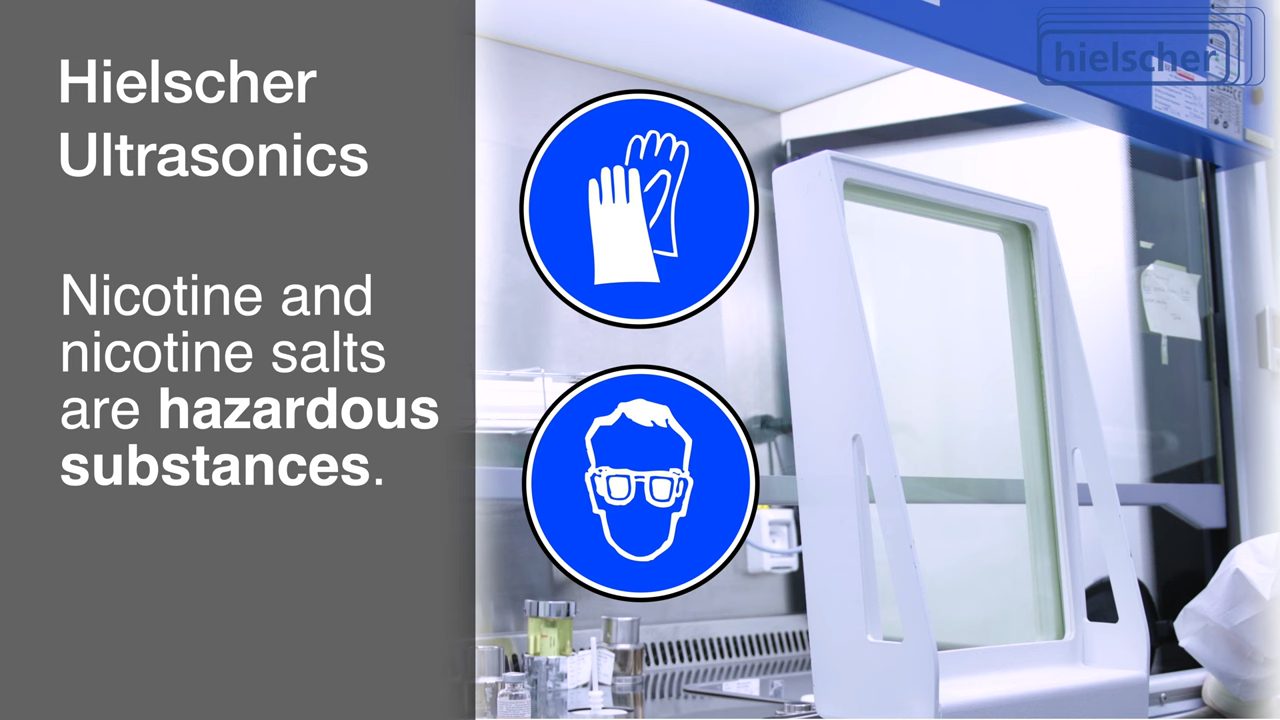 Hielscher
Ultrasonics
Nicotine and
nicotine salts
are hazardous
substances.
hielscher